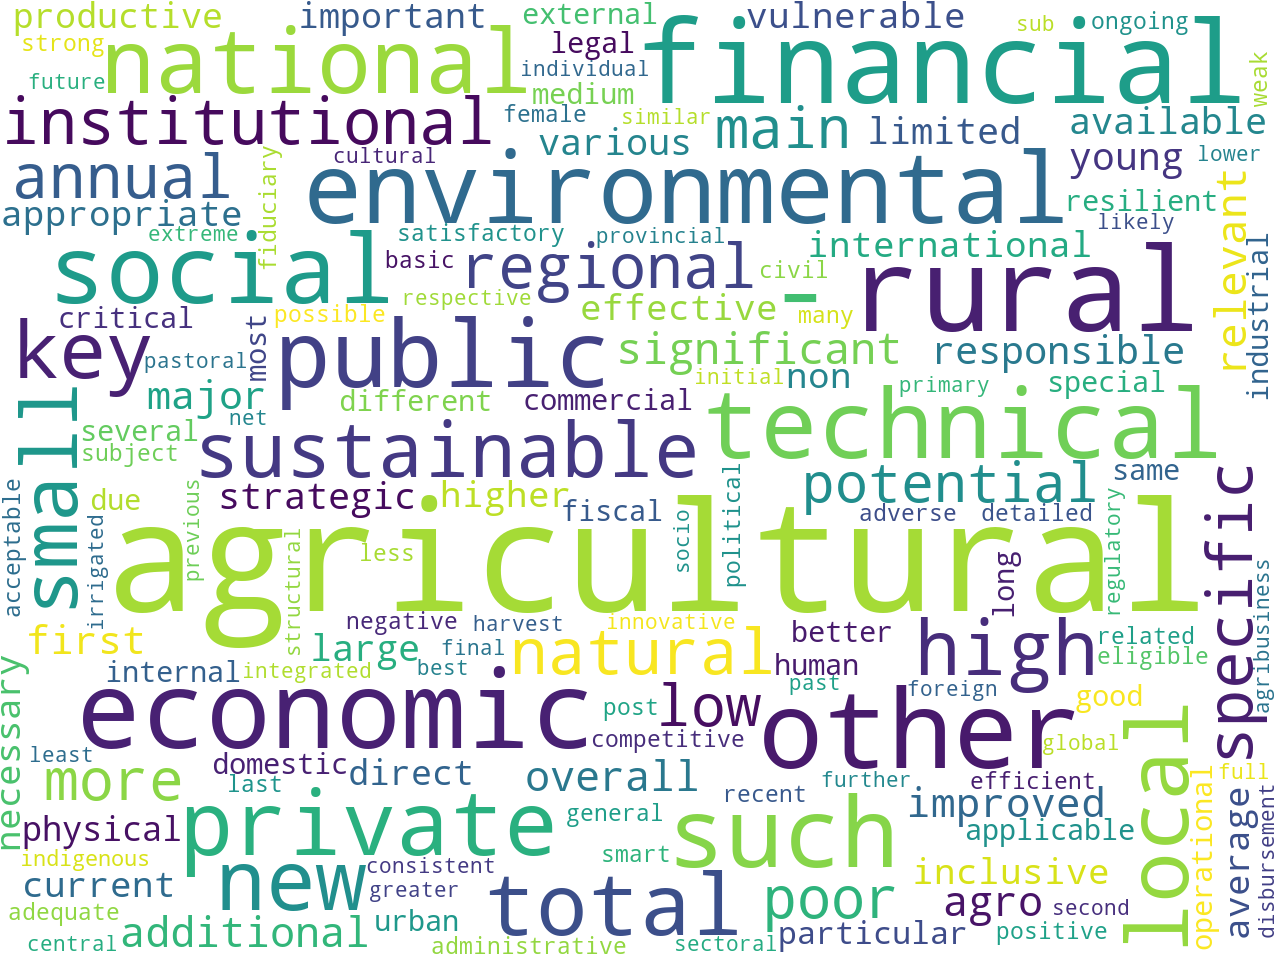 productive
important
external
vulnerable
sub
ongoing
strong
national
legal
financial
future
individual
medium
weak
institutional
female
similar
main
limited
available
various
cultural
young
lower
annual
fiduciary
environmental
relevant
resilient
appropriate
likely
extreme
satisfactory
provincial
international
industrial
social
basic
regional
civil
rural
respective
effective
-
many
critical
possible
key
most
public
significant
responsible
pastoral
initial
non
primary
special
major
different
commercial
technical
net
small
several
sustainable
subject
potential
same
specific
acceptable
due
previous
strategic
higher
fiscal
socio
political
adverse
detailed
regulatory
irrigated
agricultural
structural
less
long
agribusiness
negative
harvest
innovative
better
high
related
first
large
final
natural
eligible
necessary
internal
integrated
best
human
past
foreign
good
economic
post
low
other
local
competitive
global
least
domestic
direct
overall
further
efficient
full
more
last
recent
operational
average
disbursement
private
general
such
improved
physical
applicable
indigenous
new
consistent
smart
inclusive
current
greater
total
poor
agro
second
adequate
additional
urban
particular
positive
central
administrative
sectoral